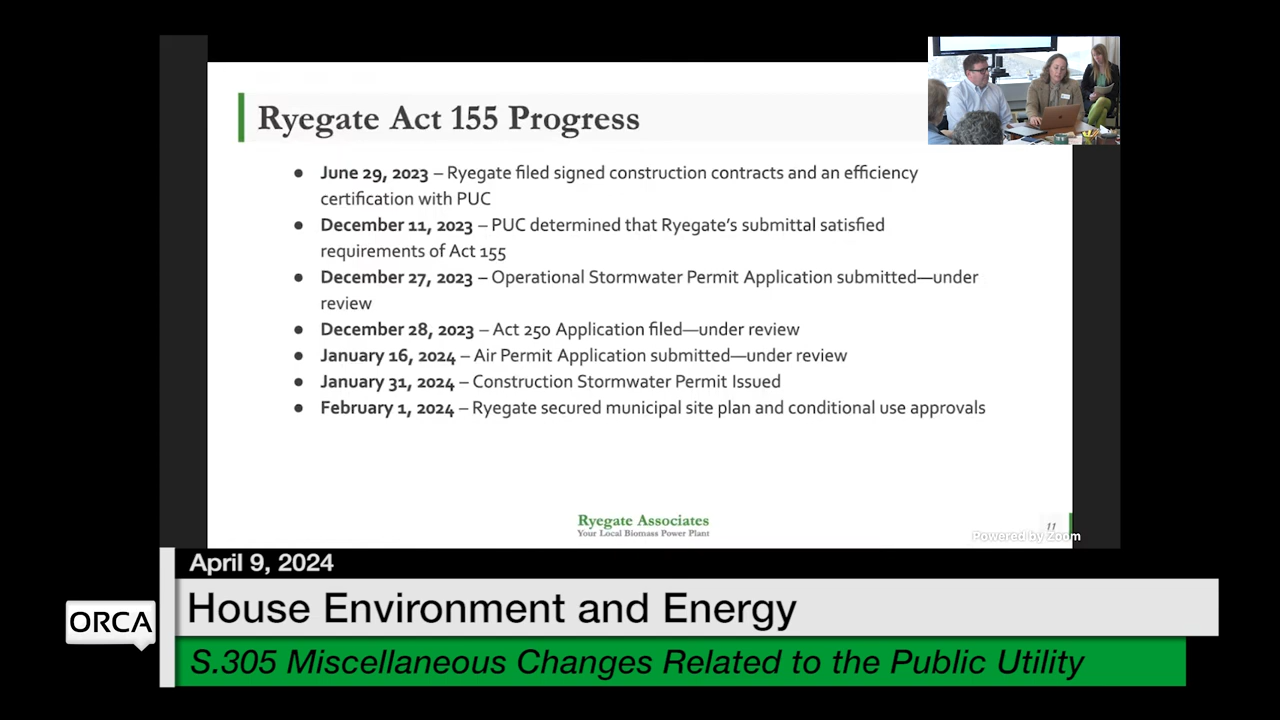 Ryegate Act 155 Progress
● June 29, 2023 – Ryegate filed signed construction contracts and an efficiency
certification with PUC
● December 11, 2023 – PUC determined that Ryegate's submittal satisfied
requirements of Act 155
● December 27, 2023 – Operational Stormwater Permit Application submitted—under
review
● December 28, 2023 – Act 250 Application filed—under review
● January 16, 2024 – Air Permit Application submitted—under review
● January 31, 2024 – Construction Stormwater Permit Issued
● February 1, 2024 – Ryegate secured municipal site plan and conditional use approvals
Ryegate Associates
Your Local Biomass Power Plant
11
Powered by Zoom
April 9, 2024
House Environment and Energy
ORCA
S.305 Miscellaneous Changes Related to the Public Utility